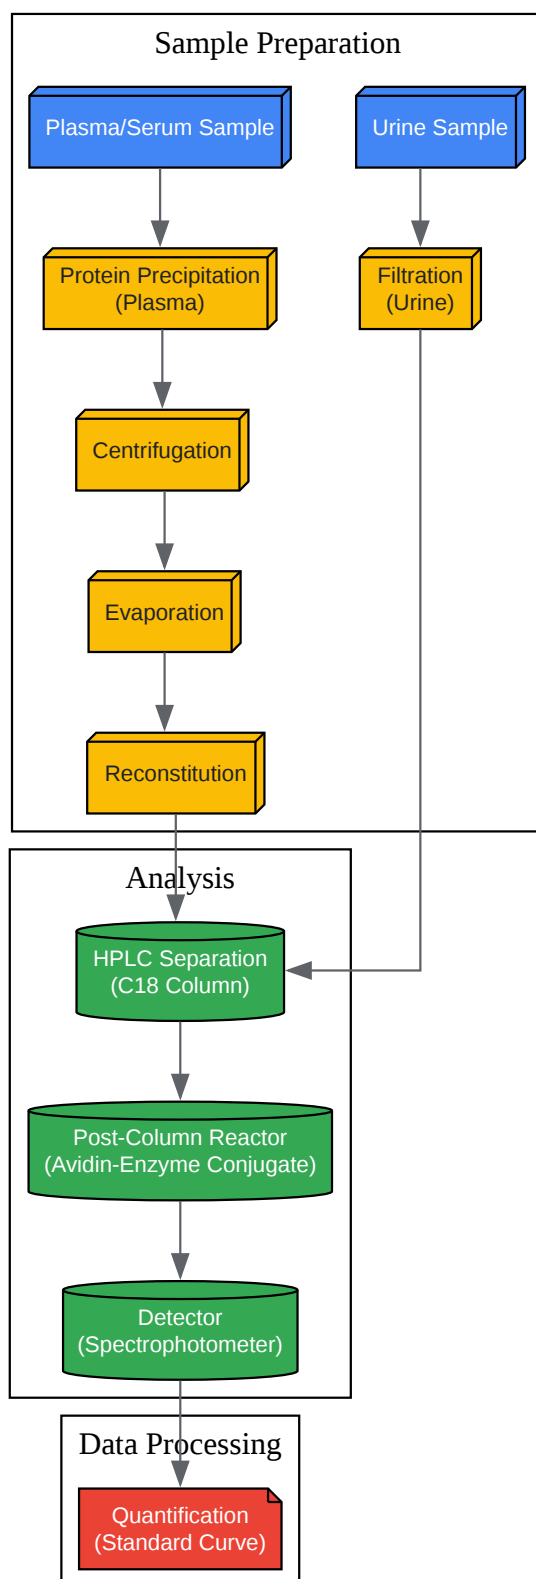 Sample Preparation
Plasma/Serum Sample
Urine Sample
Protein Precipitation
(Plasma)
Filtration
(Urine)
Centrifugation
Evaporation
Reconstitution
Analysis
HPLC Separation
(C18 Column)
Post-Column Reactor
(Avidin-Enzyme Conjugate)
Detector
(Spectrophotometer)
Data Processing
Quantification
(Standard Curve)